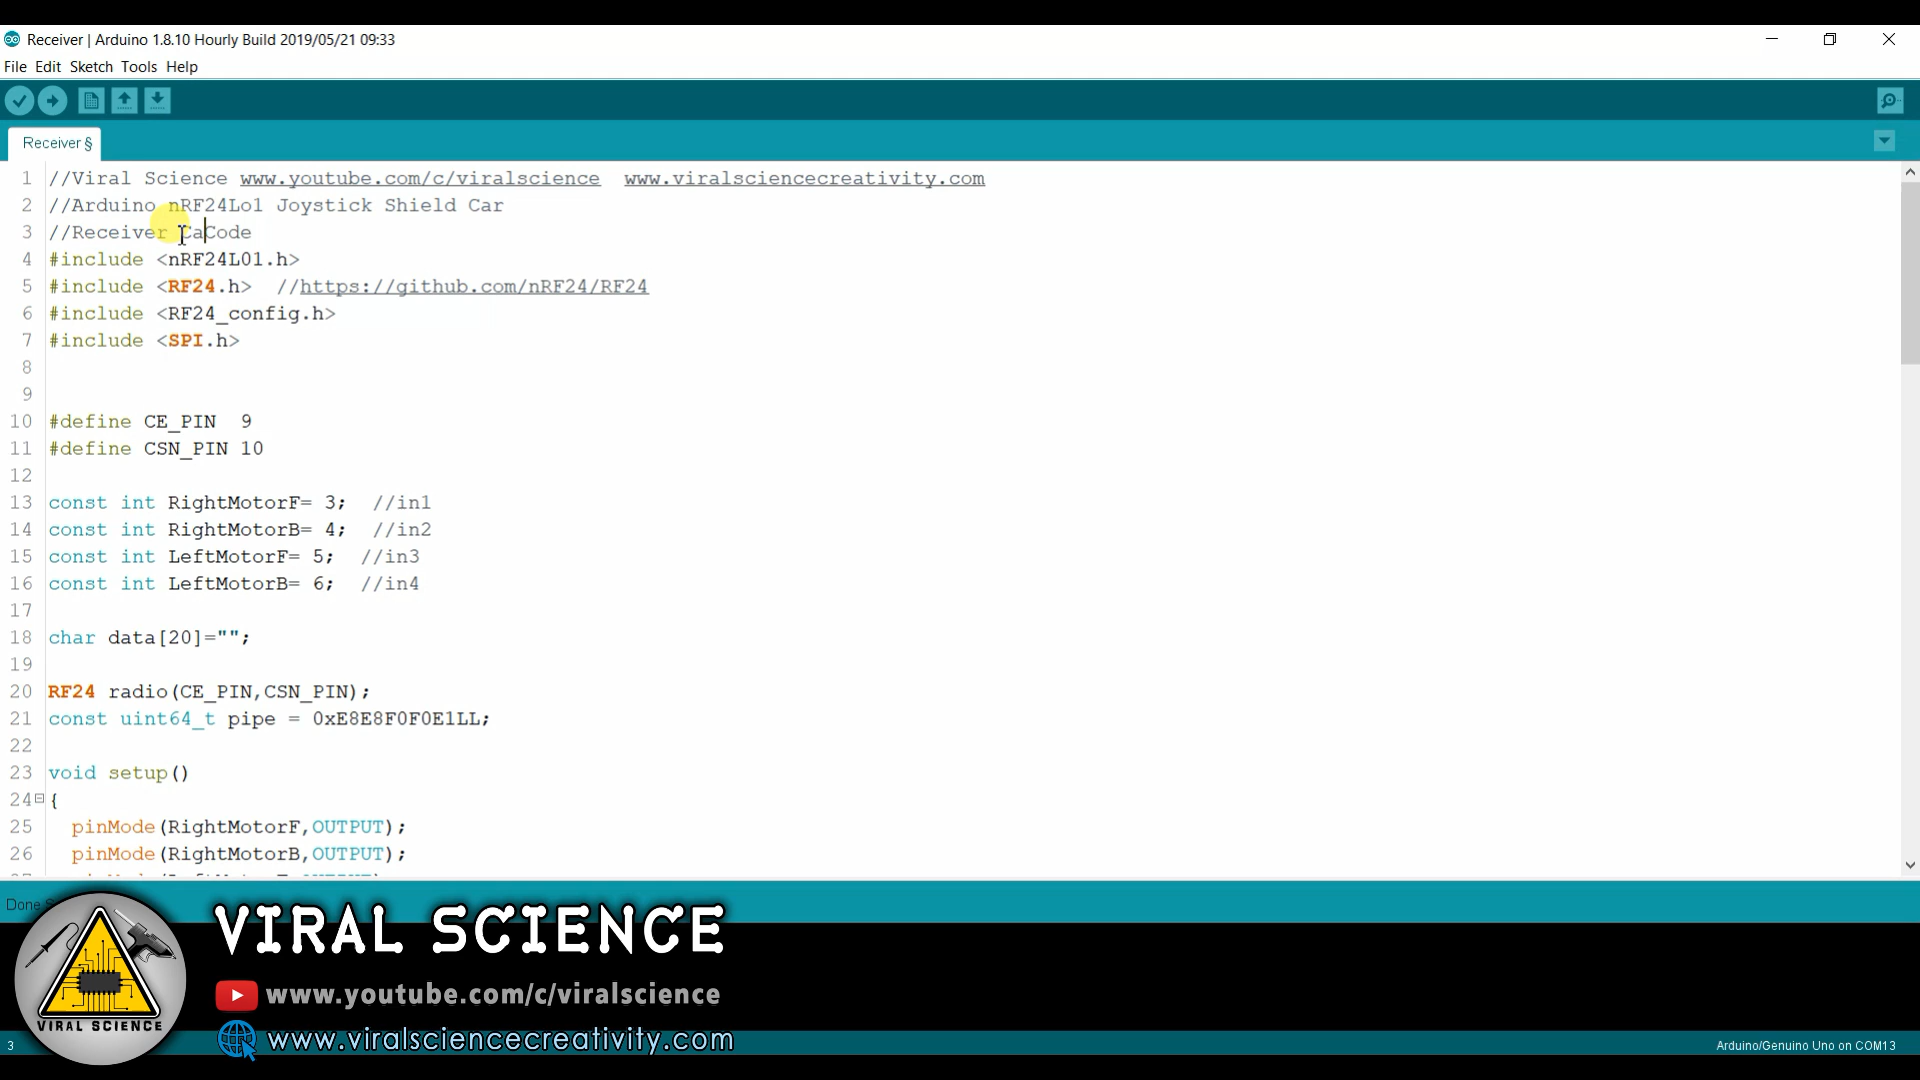 Receiver | Arduino 1.8.10 Hourly Build 2019/05/21 09:33
File Edit Sketch Tools Help
Receiver §
1 //Viral Science www.youtube.com/c/viralscience www.viralsciencecreativity.com
2 //Arduino nRF24Lo1 Joystick Shield Car
3 //Receiver CaCode
4 #include <nRF24L01.h>
5 #include <RF24.h> //https://github.com/nRF24/RF24
6 #include <RF24_config.h>
7 #include <SPI.h>
8
9
10 #define CE_PIN 9
11 #define CSN_PIN 10
12
13 const int RightMotorF= 3; //in1
14 const int RightMotorB= 4; //in2
15 const int LeftMotorF= 5; //in3
16 const int LeftMotorB= 6; //in4
17
18 char data[20]="";
19
20 RF24 radio(CE_PIN,CSN_PIN);
21 const uint64_t pipe = 0xE8E8F0F0E1LL;
22
23 void setup()
24 {
25 pinMode(RightMotorF,OUTPUT);
26 pinMode(RightMotorB,OUTPUT);
Done
VIRAL SCIENCE
VIRAL SCIENCE
www.youtube.com/c/viralscience
www.viralsciencecreativity.com
3
Arduino/Genuino Uno on COM13